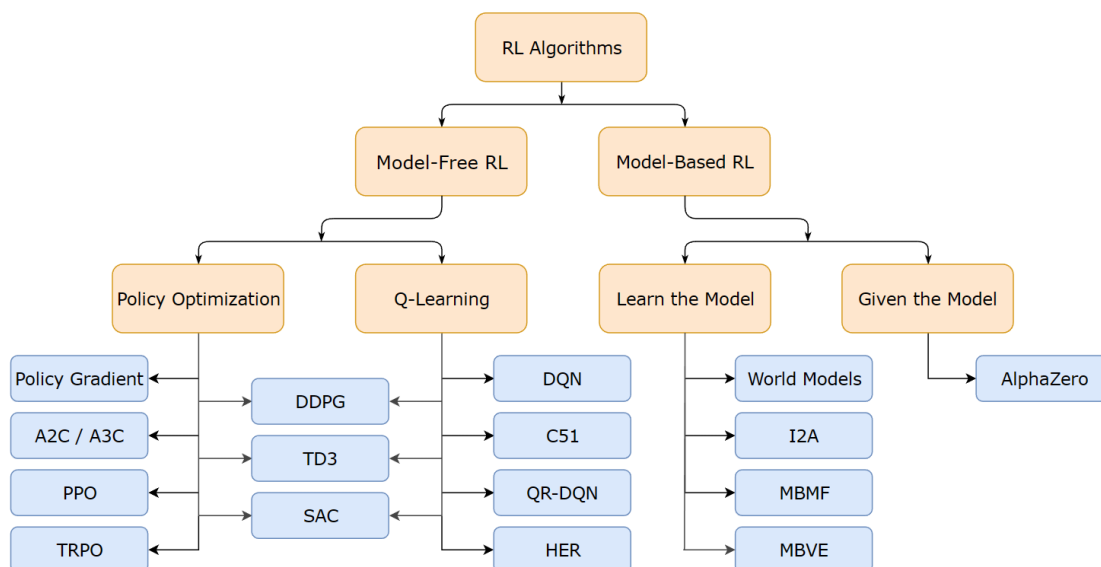 RL Algorithms
Model-Free RL
Model-Based RL
Policy Optimization
Q-Learning
Learn the Model
Given the Model
Policy Gradient
DDPG
DQN
World Models
AlphaZero
A2C / A3C
TD3
C51
I2A
PPO
SAC
QR-DQN
MBMF
TRPO
HER
MBVE